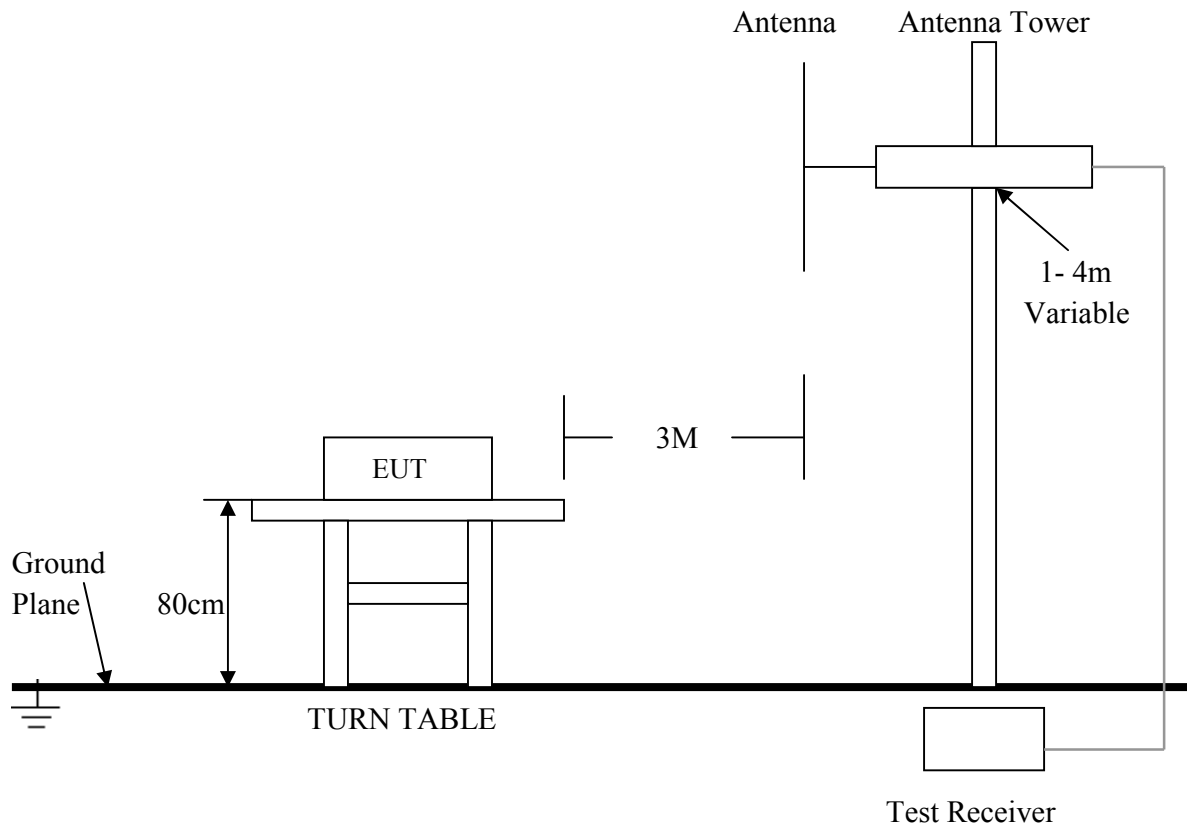 Antenna
Antenna Tower
1- 4m
Variable
3M
EUT
Ground
Plane
80cm
TURN TABLE
Test Receiver